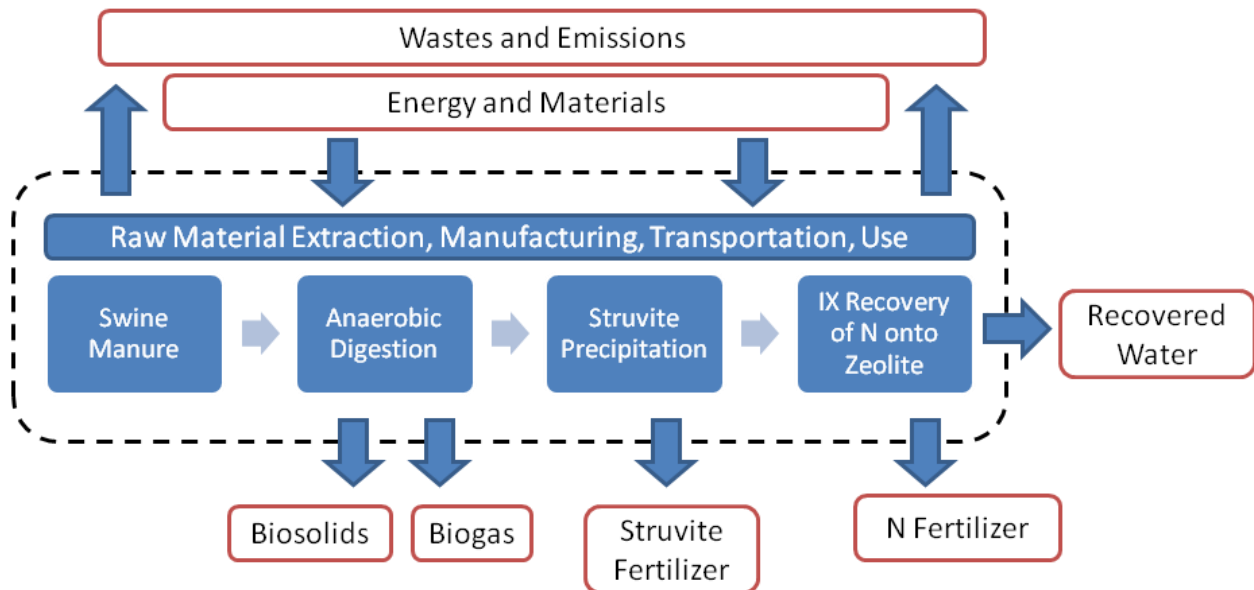 Wastes and Emissions
Energy and Materials
Raw Material Extraction, Manufacturing, Transportation, Use
Swine
Manure
Anaerobic
Digestion
Struvite
Precipitation
IX Recovery
of N onto
Zeolite
Recovered
Water
Biosolids
Biogas
Struvite
Fertilizer
N Fertilizer